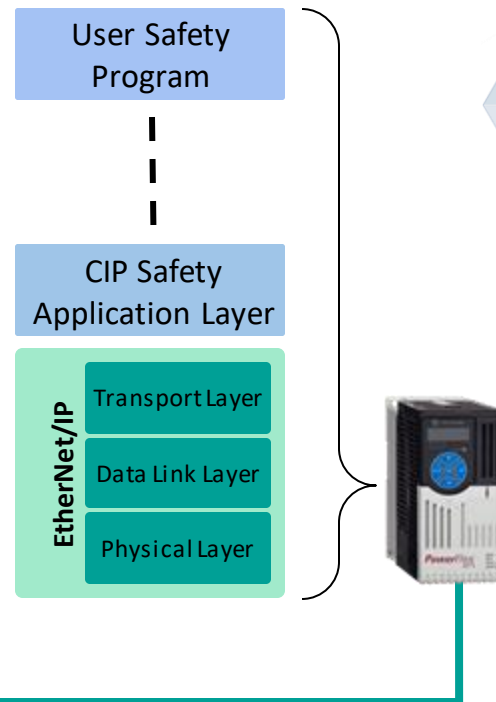 User Safety
Program
CIP Safety
Application Layer
EtherNet/IP
Transport Layer
Data Link Layer
Physical Layer
PowerFlex